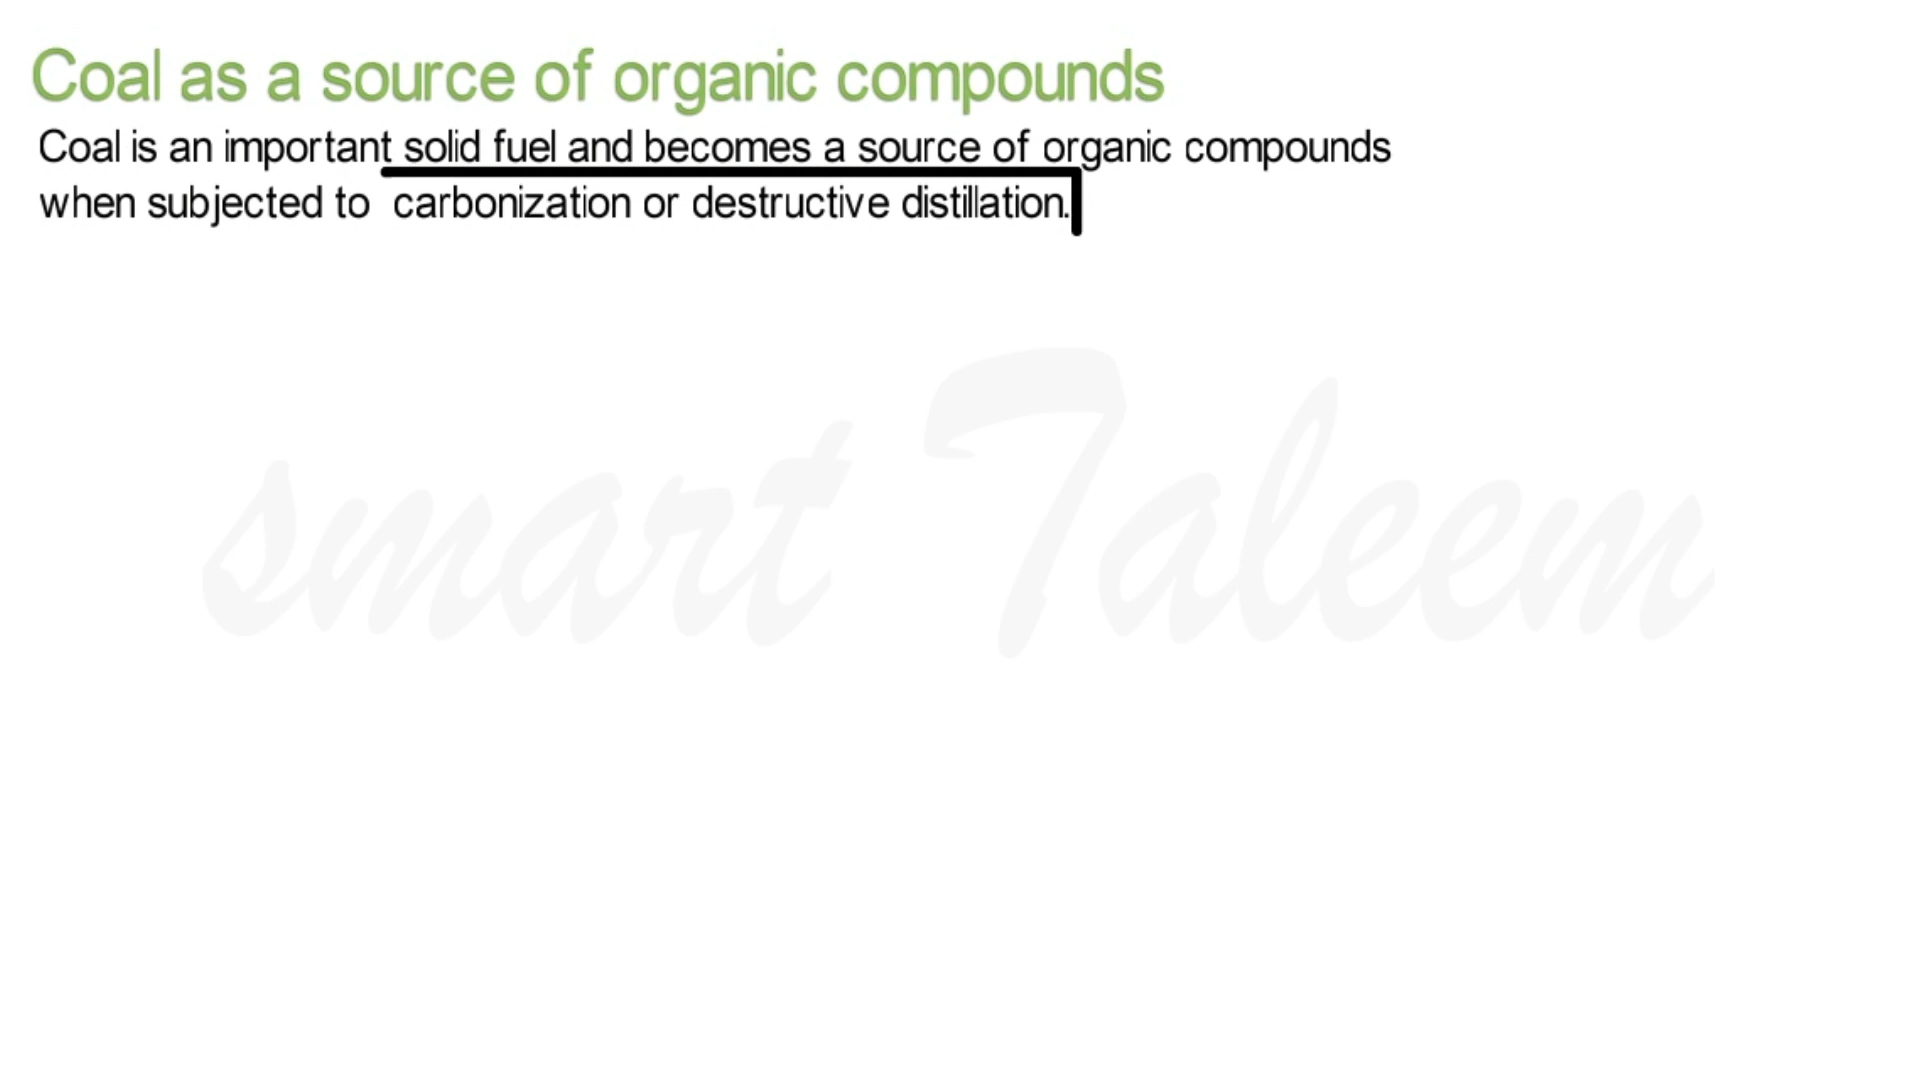 Coal as a source of organic compounds
Coal is an important solid fuel and becomes a source of organic compounds
when subjected to carbonization or destructive distillation.
smart Taleem